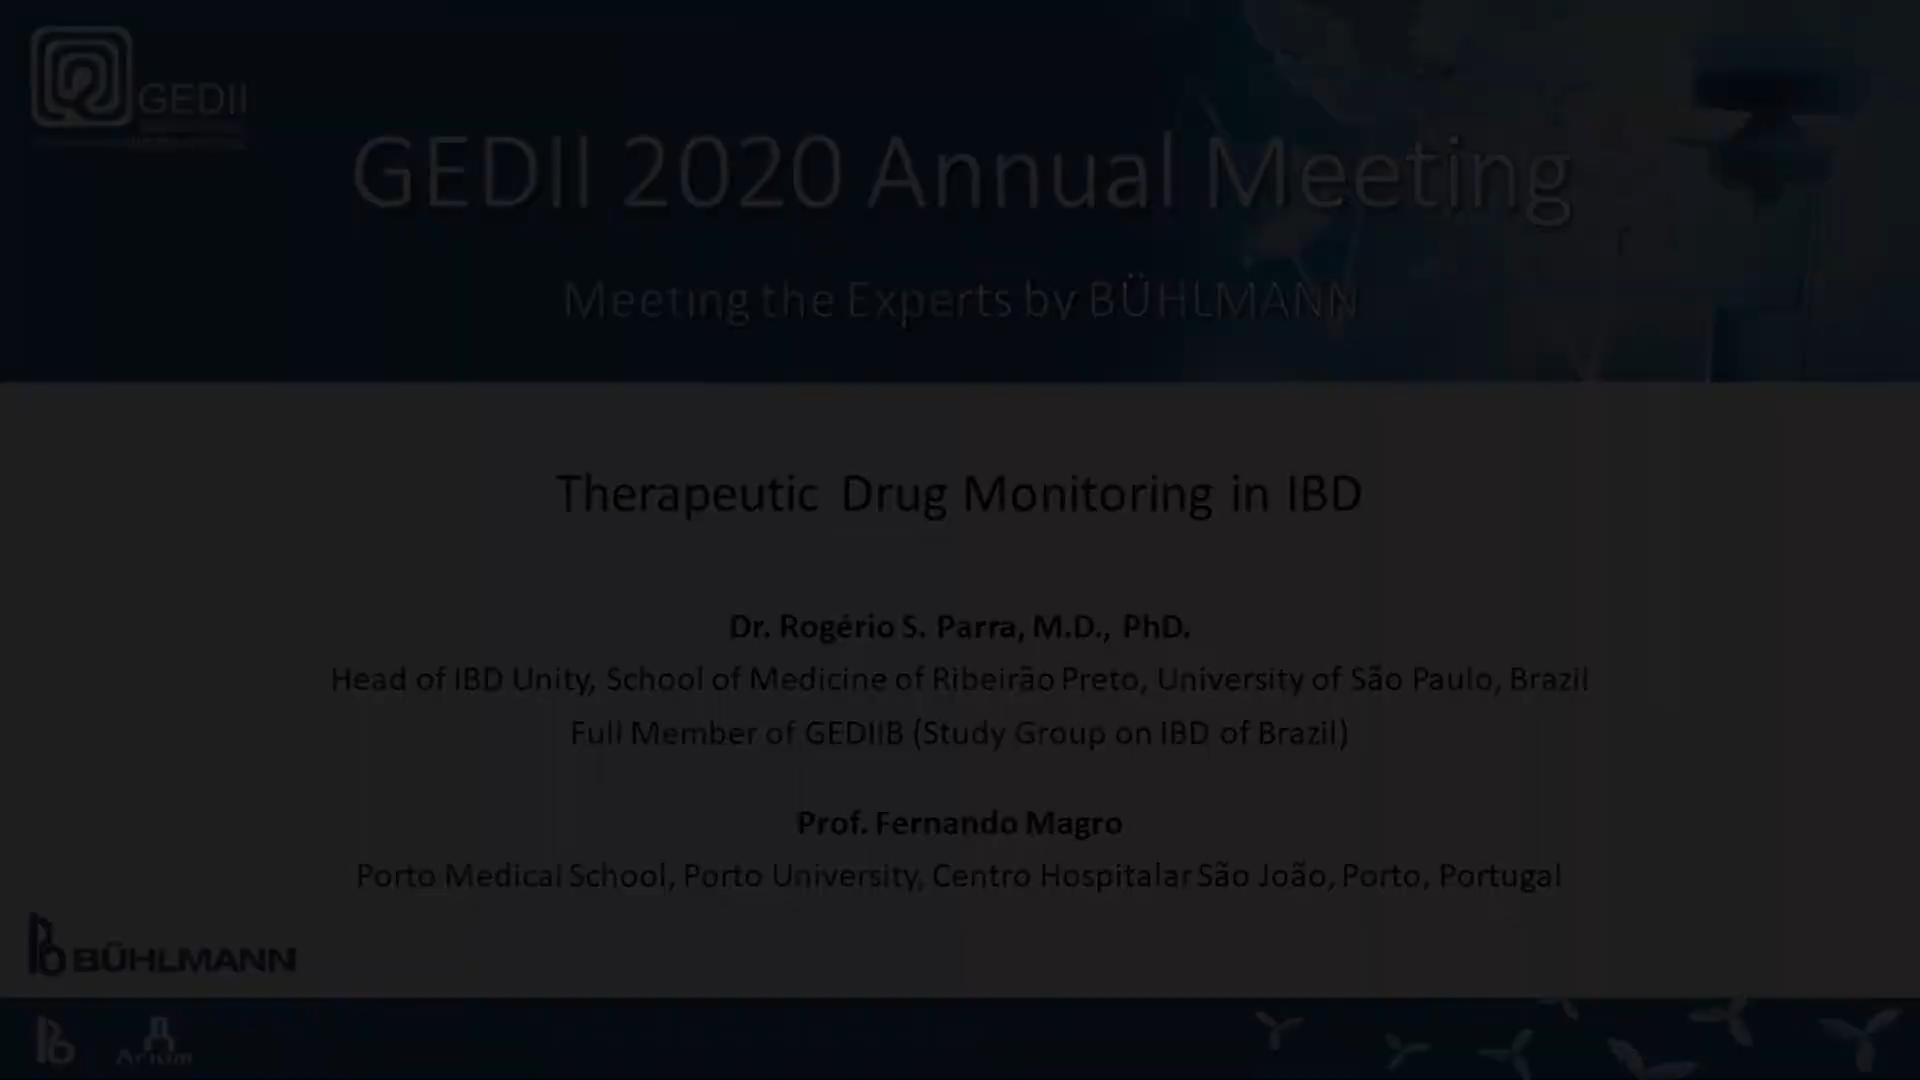 GEDII
GEDII 2020 Annual Meeting
Meeting the Experts by BÜHLMANN
Therapeutic Drug Monitoring in IBD
Dr. Rogério S. Parra, M.D., PhD.
Head of IBD Unity, School of Medicine of Ribeirão Preto, University of São Paulo, Brazil
Full Member of GEDIIB (Study Group on IBD of Brazil)
Prof. Fernando Magro
Porto Medical School, Porto University, Centro Hospitalar São João, Porto, Portugal
BÜHLMANN
Arium